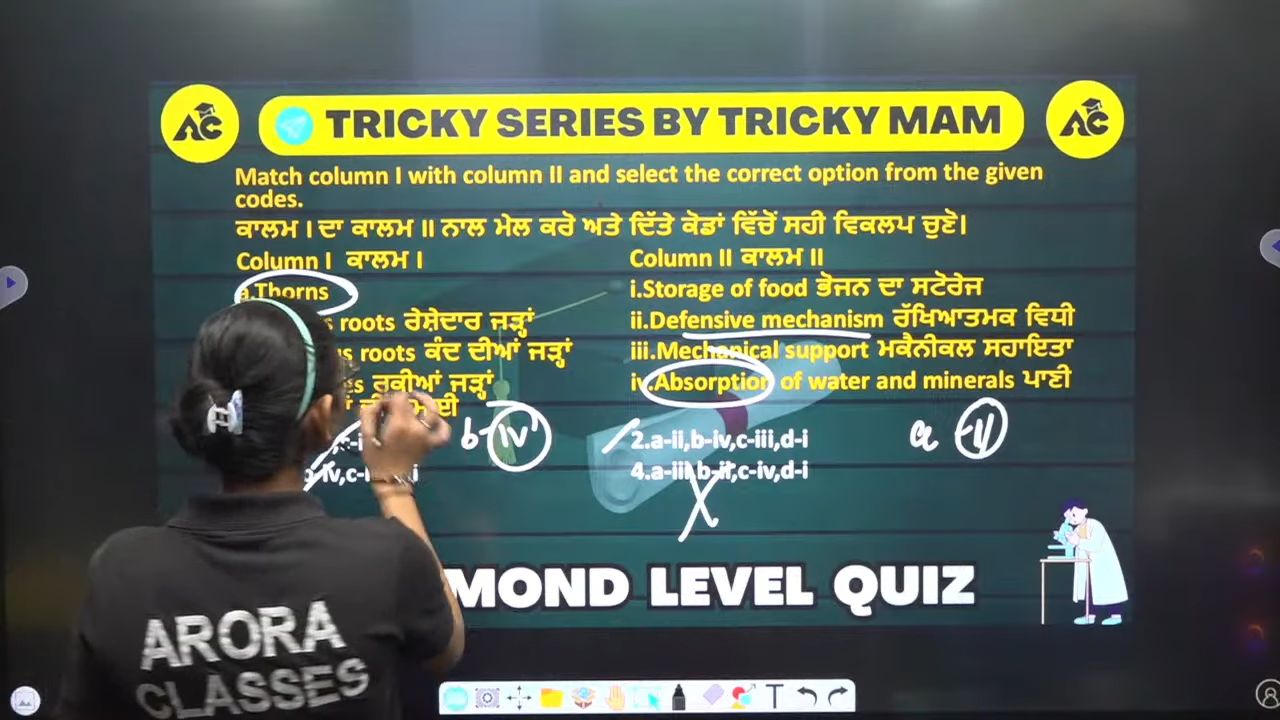 AC
TRICKY SERIES BY TRICKY MAM
AC
Match column I with column II and select the correct option from the given
codes.
ਕਾਲਮ I ਦਾ ਕਾਲਮ II ਨਾਲ ਮੇਲ ਕਰੋ ਅਤੇ ਦਿੱਤੇ ਕੋਡਾਂ ਵਿੱਚੋਂ ਸਹੀ ਵਿਕਲਪ ਚੁਣੋ।
Column I ਕਾਲਮ I
a.Thorns
roots ਰੇਸ਼ੇਦਾਰ ਜੜ੍ਹਾਂ
roots ਕੰਦ ਦੀਆਂ ਜੜ੍ਹਾਂ
ਰੁਕੀਆਂ ਜੜ੍ਹਾਂ
Column II ਕਾਲਮ II
i.Storage of food ਭੋਜਨ ਦਾ ਸਟੋਰੇਜ
ii.Defensive mechanism ਰੱਖਿਆਤਮਕ ਵਿਧੀ
iii.Mechanical support ਮਕੈਨੀਕਲ ਸਹਾਇਤਾ
iv.Absorption of water and minerals ਪਾਣੀ
b-iv
2.a-ii,b-iv,c-iii,d-i
a-ii
4.a-iii,b-ii,c-iv,d-i
MOND LEVEL QUIZ
ARORA
CLASSES
T